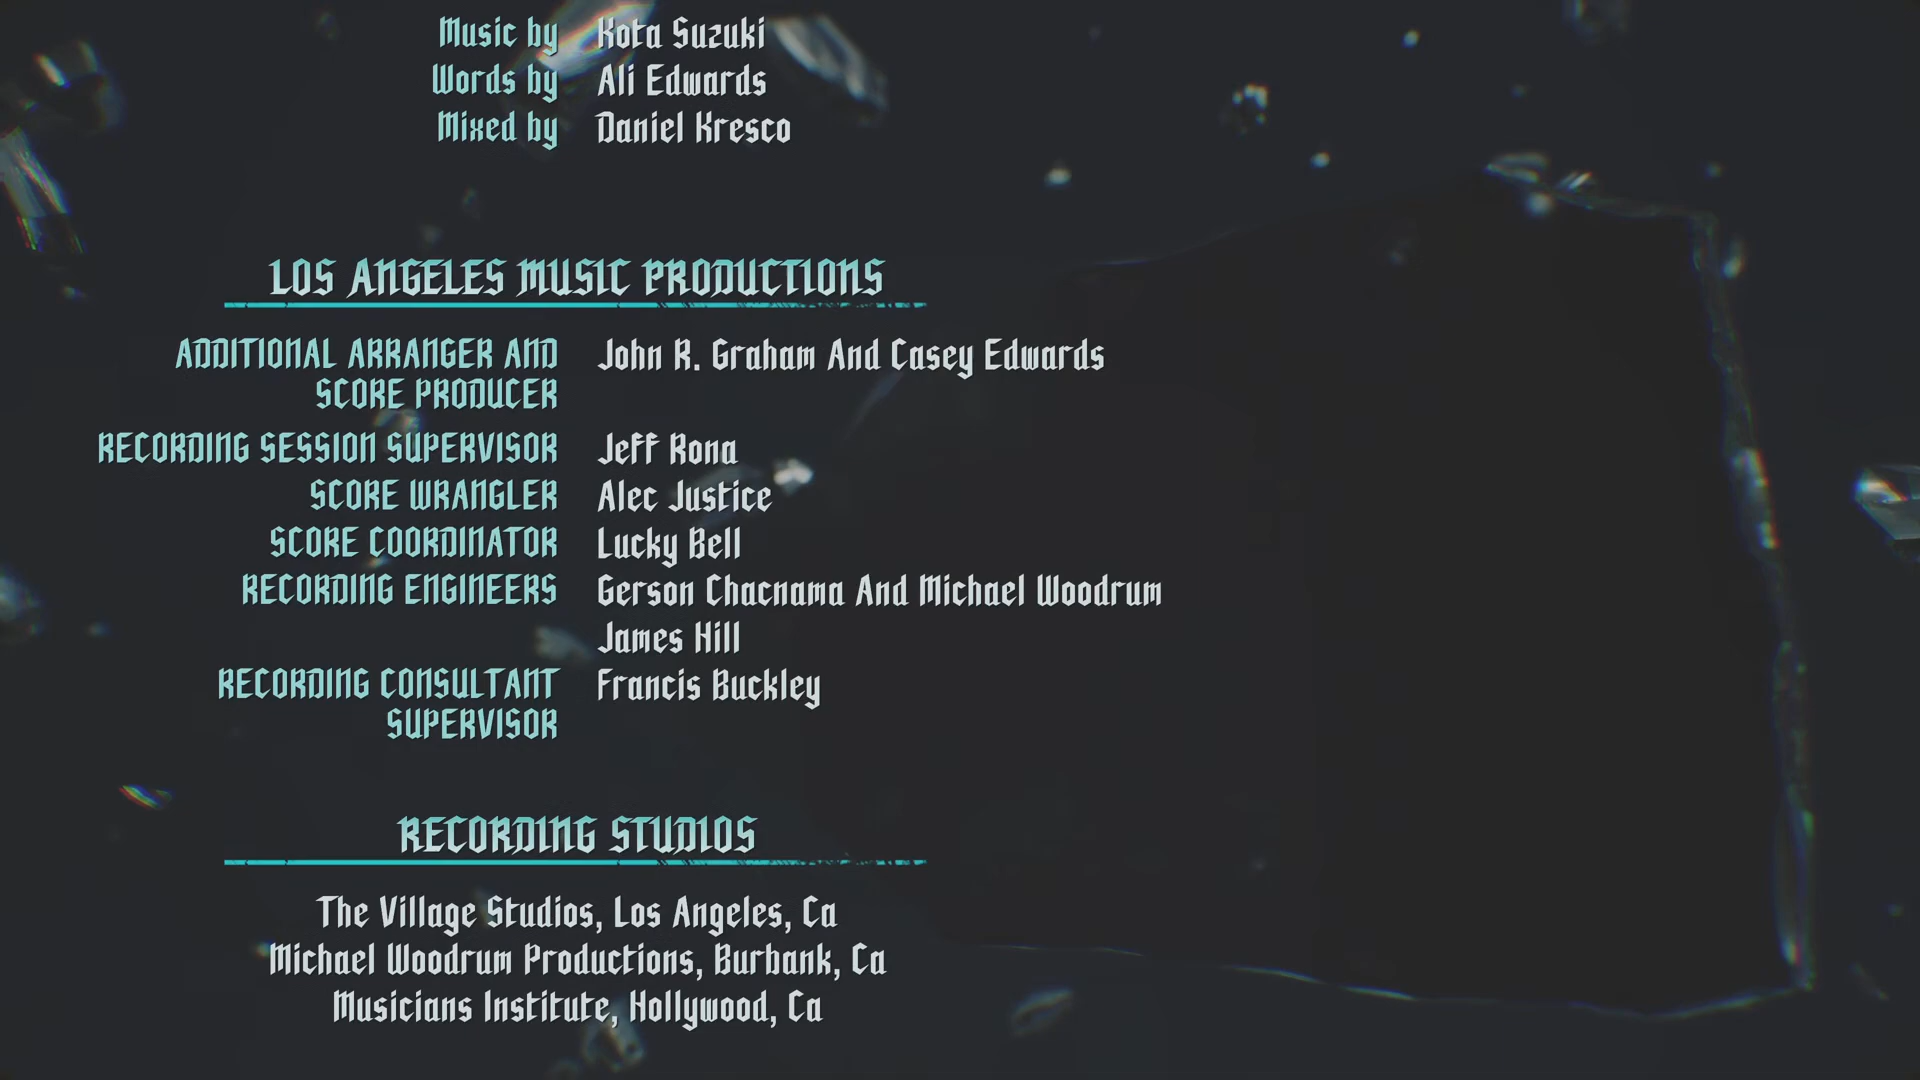 Music by Kota Suzuki
Words by Ali Edwards
Mixed by Daniel Kresco
LOS ANGELES MUSIC PRODUCTIONS
ADDITIONAL ARRANGER AND John R. Graham And Casey Edwards
SCORE PRODUCER
RECORDING SESSION SUPERVISOR Jeff Rona
SCORE WRANGLER Alec Justice
SCORE COORDINATOR Lucky Bell
RECORDING ENGINEERS Gerson Chacnama And Michael Woodrum
James Hill
RECORDING CONSULTANT Francis Buckley
SUPERVISOR
RECORDING STUDIOS
The Village Studios, Los Angeles, Ca
Michael Woodrum Productions, Burbank, Ca
Musicians Institute, Hollywood, Ca